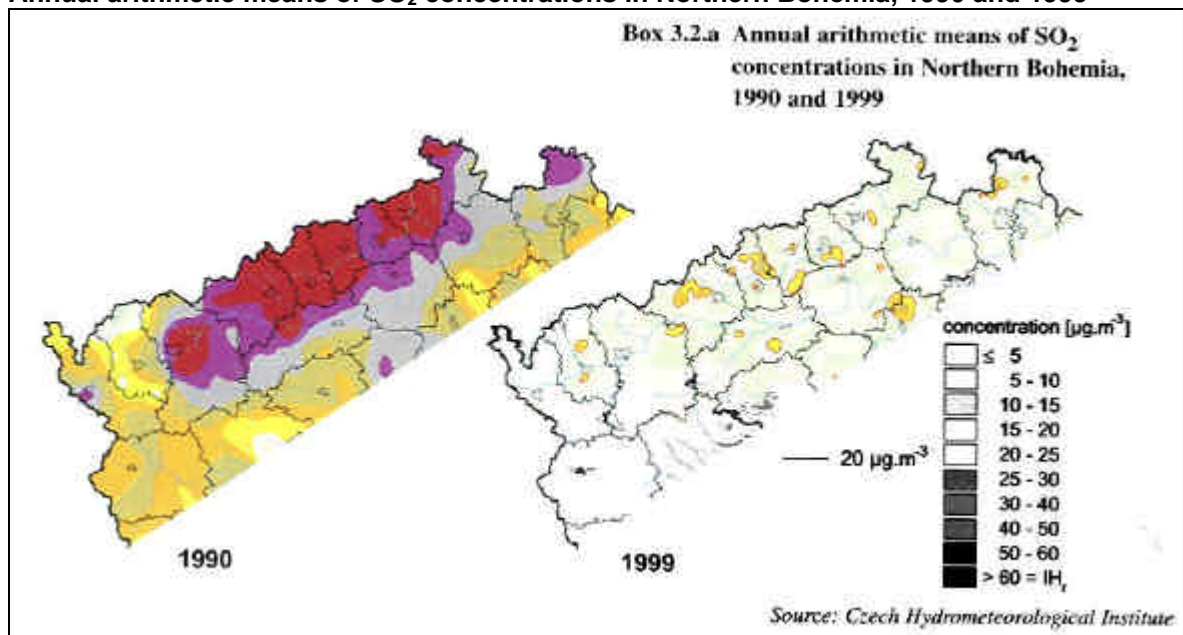 Annual arithmetic means of SO₂ concentrations in Northern Bohemia, 1990 and 1999
Box 3.2.a Annual arithmetic means of SO₂
concentrations in Northern Bohemia,
1990 and 1999
concentration [µg.m⁻³]
≤ 5
5 - 10
10 - 15
15 - 20
20 - 25
25 - 30
30 - 40
40 - 50
50 - 60
> 60 = IHᵣ
20 µg.m⁻³
1990
1999
Source: Czech Hydrometeorological Institute